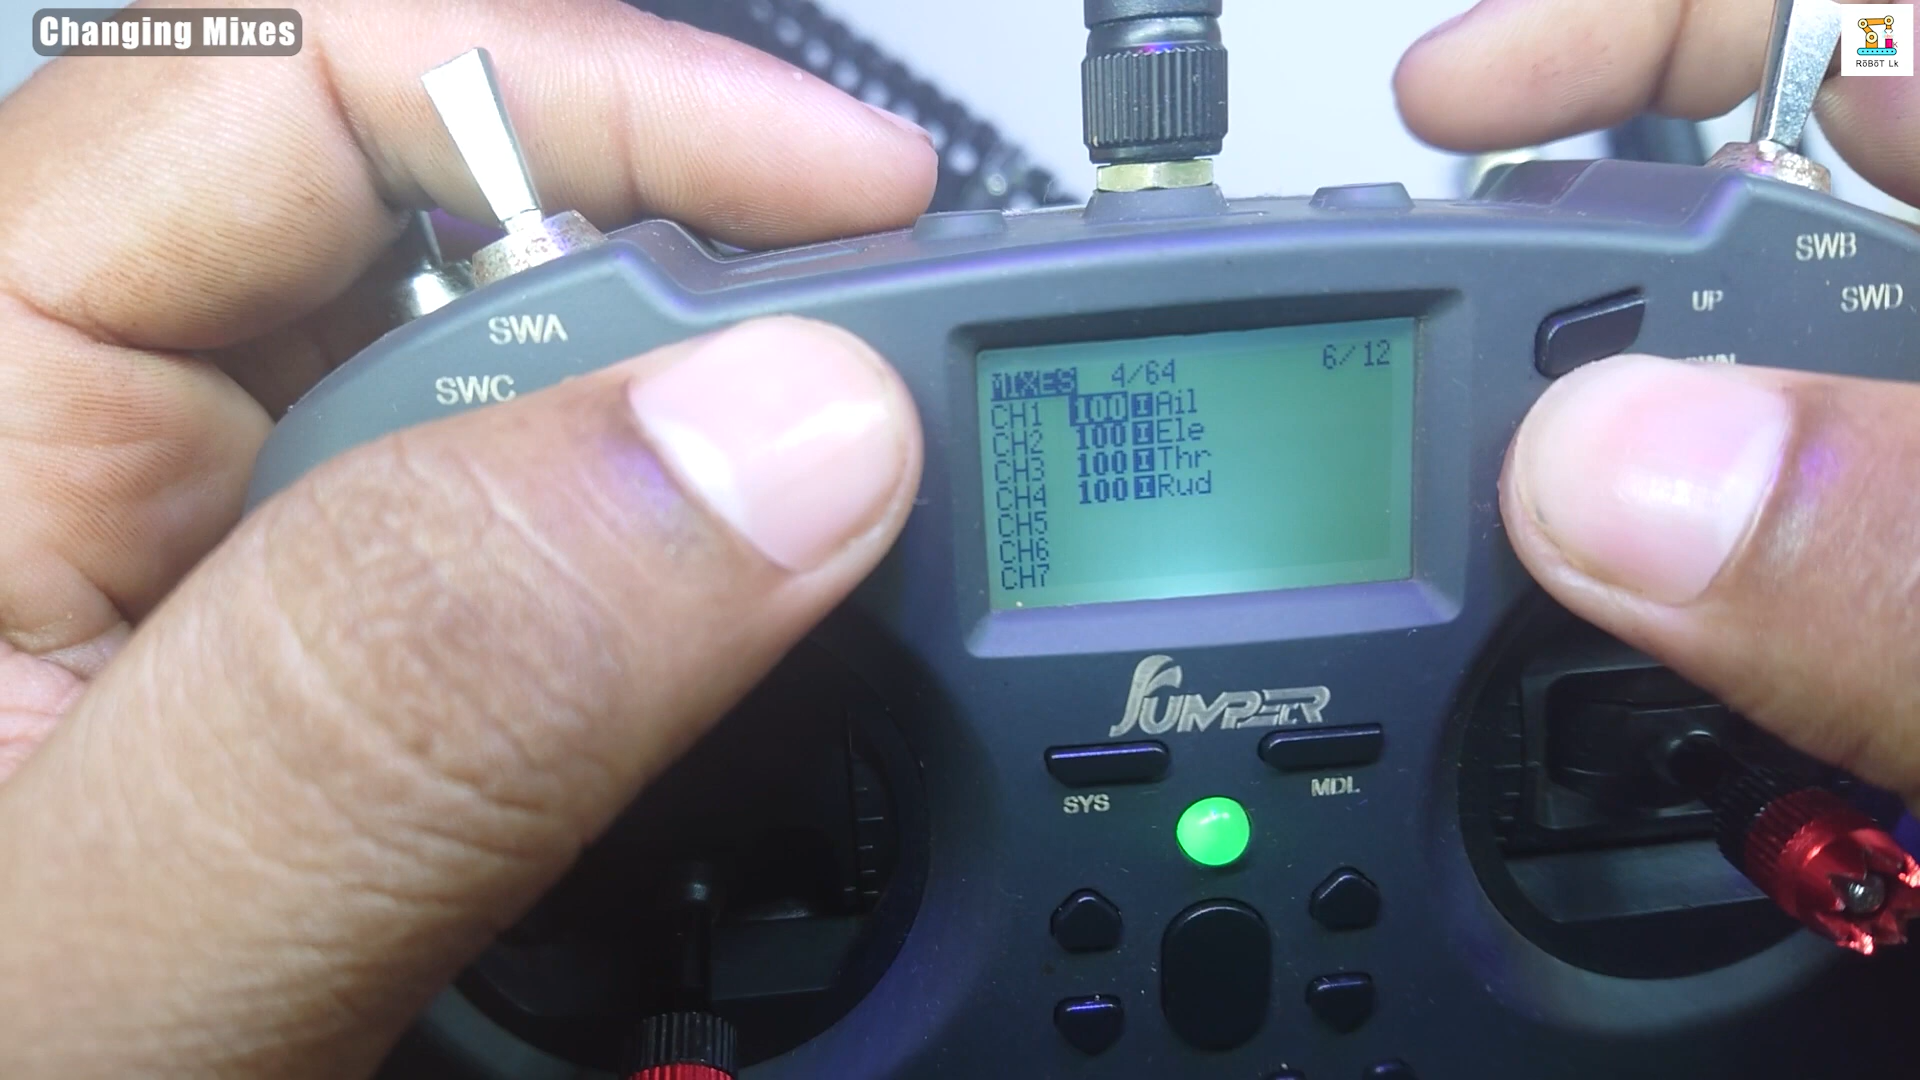 Changing Mixes
RōBōT Lk
SWA
SWC
SWB
SWD
UP
MIXES 4/64 6/12
CH1 100 I Ail
CH2 100 I Ele
CH3 100 I Thr
CH4 100 I Rud
CH5
CH6
CH7
JUMPER
SYS
MDL